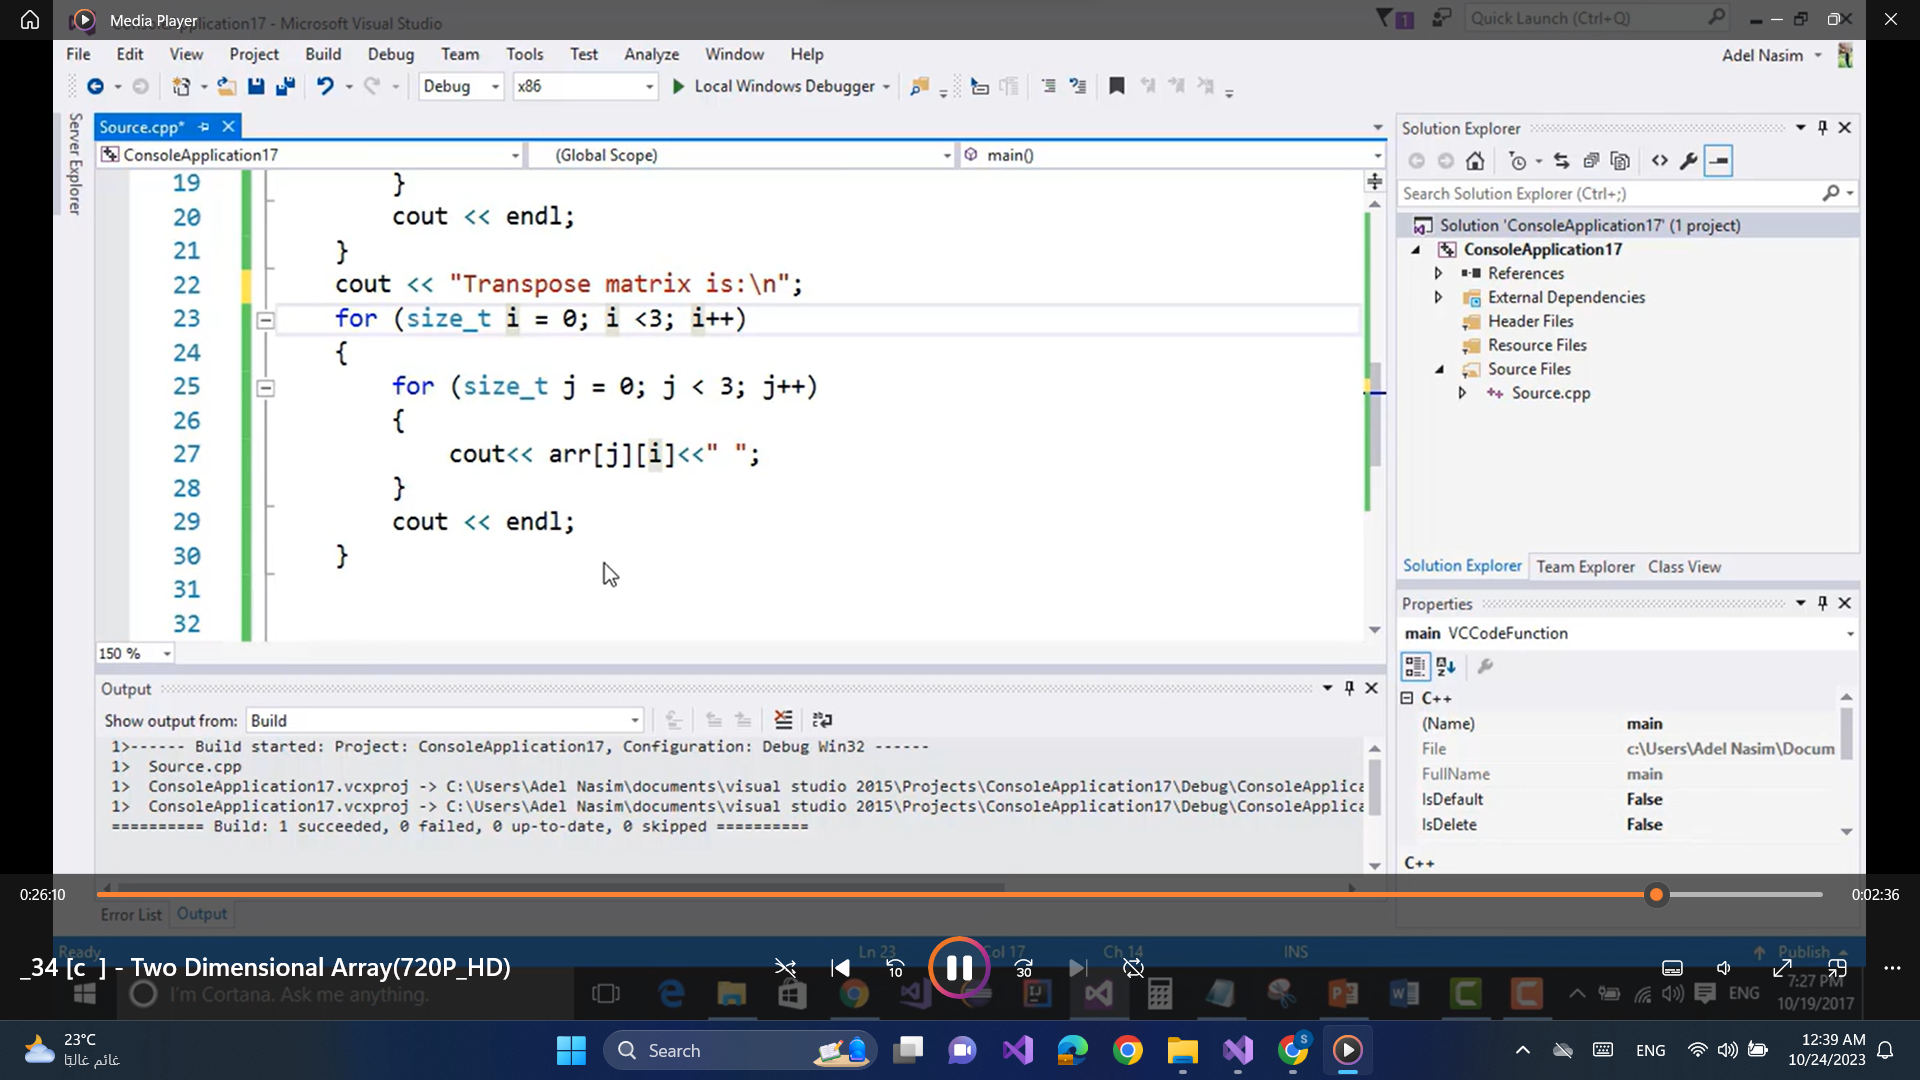 Media Player
ConsoleApplication17 - Microsoft Visual Studio
1
Quick Launch (Ctrl+Q)
File Edit View Project Build Debug Team Tools Test Analyze Window Help
Adel Nasim
Debug x86 Local Windows Debugger
Server Explorer
Source.cpp*
ConsoleApplication17 (Global Scope) main()
19 }
20 cout << endl;
21 }
22 cout << "Transpose matrix is:\n";
23 for (size_t i = 0; i <3; i++)
24 {
25 for (size_t j = 0; j < 3; j++)
26 {
27 cout<< arr[j][i]<<" ";
28 }
29 cout << endl;
30 }
31
32
150 %
Output
Show output from: Build
1>------ Build started: Project: ConsoleApplication17, Configuration: Debug Win32 ------
1> Source.cpp
1> ConsoleApplication17.vcxproj -> C:\Users\Adel Nasim\documents\visual studio 2015\Projects\ConsoleApplication17\Debug\ConsoleApplica
1> ConsoleApplication17.vcxproj -> C:\Users\Adel Nasim\documents\visual studio 2015\Projects\ConsoleApplication17\Debug\ConsoleApplica
========== Build: 1 succeeded, 0 failed, 0 up-to-date, 0 skipped ==========
Solution Explorer
Search Solution Explorer (Ctrl+;)
Solution 'ConsoleApplication17' (1 project)
ConsoleApplication17
References
External Dependencies
Header Files
Resource Files
Source Files
Source.cpp
Solution Explorer Team Explorer Class View
Properties
main VCCodeFunction
C++
(Name) main
File c:\Users\Adel Nasim\Docum
FullName main
IsDefault False
IsDelete False
C++
0:26:10
0:02:36
Error List Output
Ready Ln 23 Col 17 Ch 14 INS Publish
_34 [c ] - Two Dimensional Array(720P_HD)
10
30
I'm Cortana. Ask me anything.
ENG
7:27 PM
10/19/2017
23°C
غائم غالبًا
Search
S
ENG
12:39 AM
10/24/2023